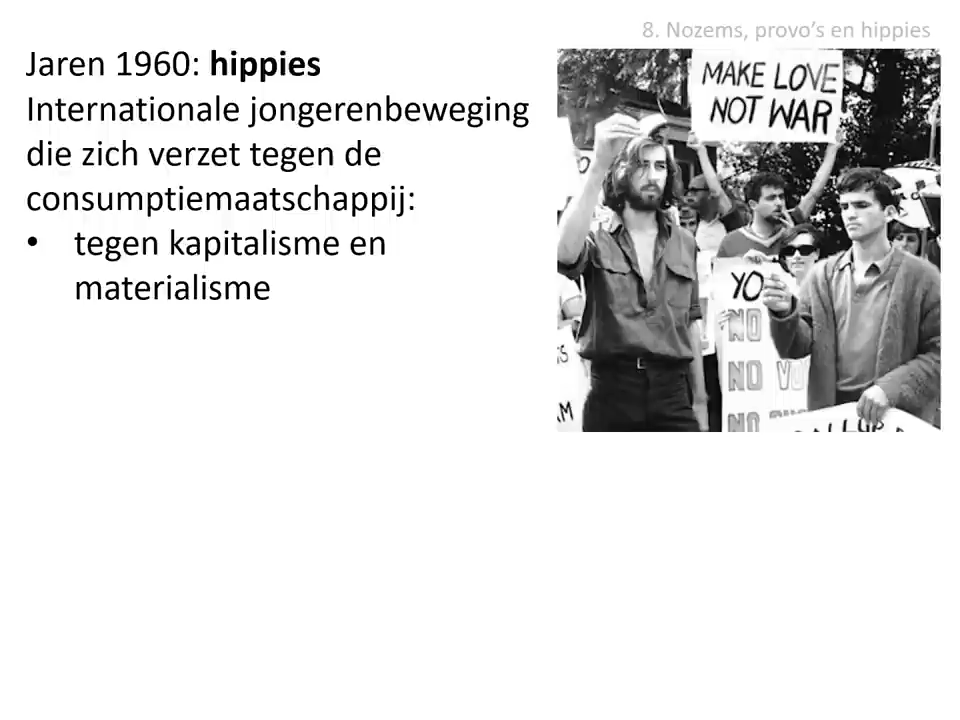 8. Nozems, provo's en hippies
Jaren 1960: hippies
Internationale jongerenbeweging
die zich verzet tegen de
consumptiemaatschappij:
• tegen kapitalisme en
materialisme
MAKE LOVE
NOT WAR
YO
NO
NO
NO